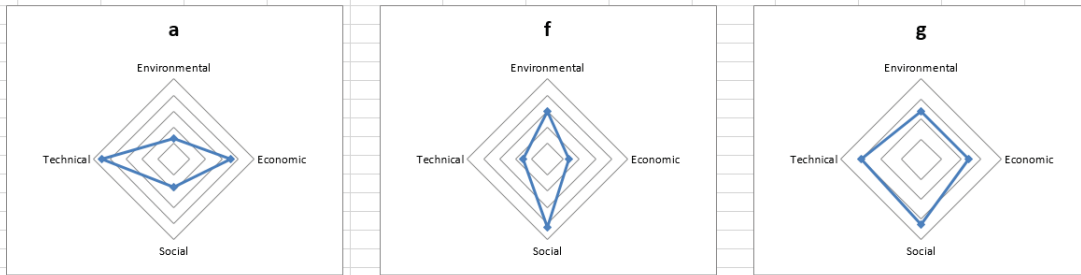 a
Environmental
Technical
Economic
Social
f
Environmental
Technical
Economic
Social
g
Environmental
Technical
Economic
Social